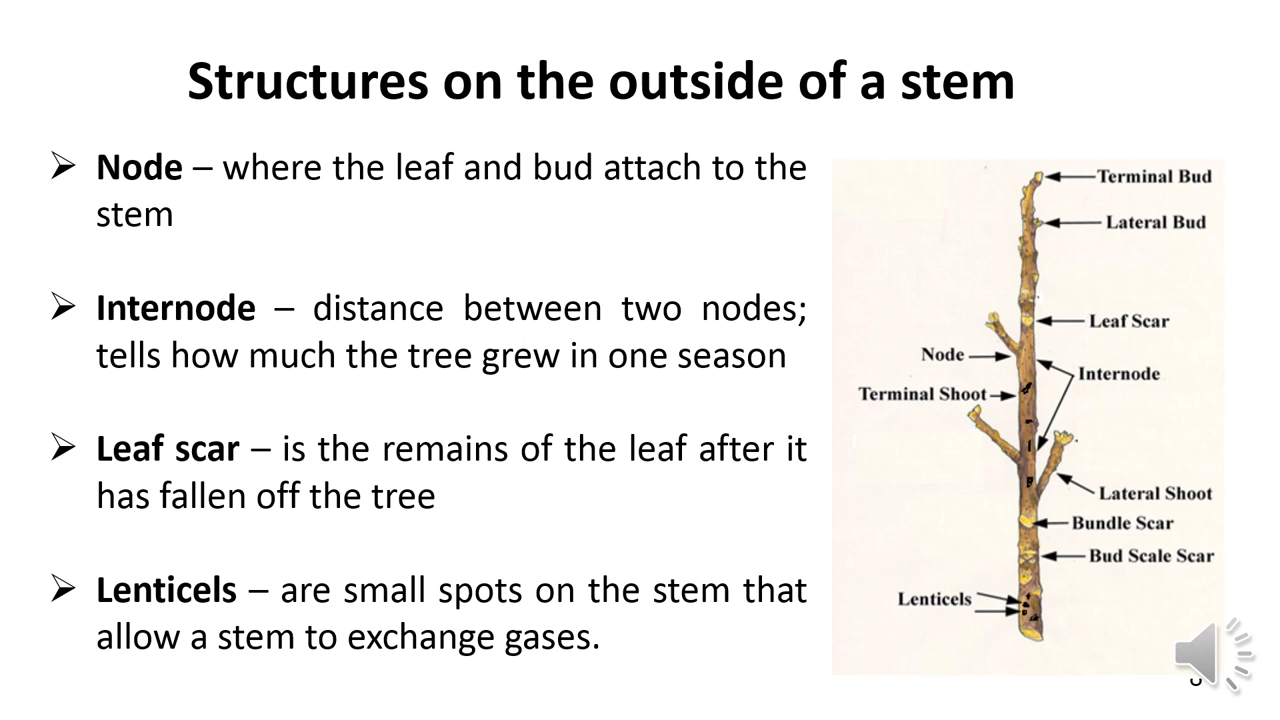 Structures on the outside of a stem
➢ Node – where the leaf and bud attach to the
stem
➢ Internode – distance between two nodes;
tells how much the tree grew in one season
➢ Leaf scar – is the remains of the leaf after it
has fallen off the tree
➢ Lenticels – are small spots on the stem that
allow a stem to exchange gases.
Terminal Bud
Lateral Bud
Leaf Scar
Node
Internode
Terminal Shoot
Lateral Shoot
Bundle Scar
Bud Scale Scar
Lenticels